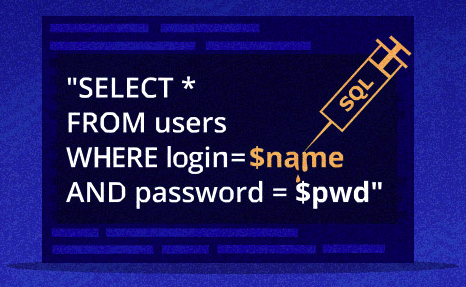 SQL
"SELECT *
FROM users
WHERE login=$name
AND password = $pwd"